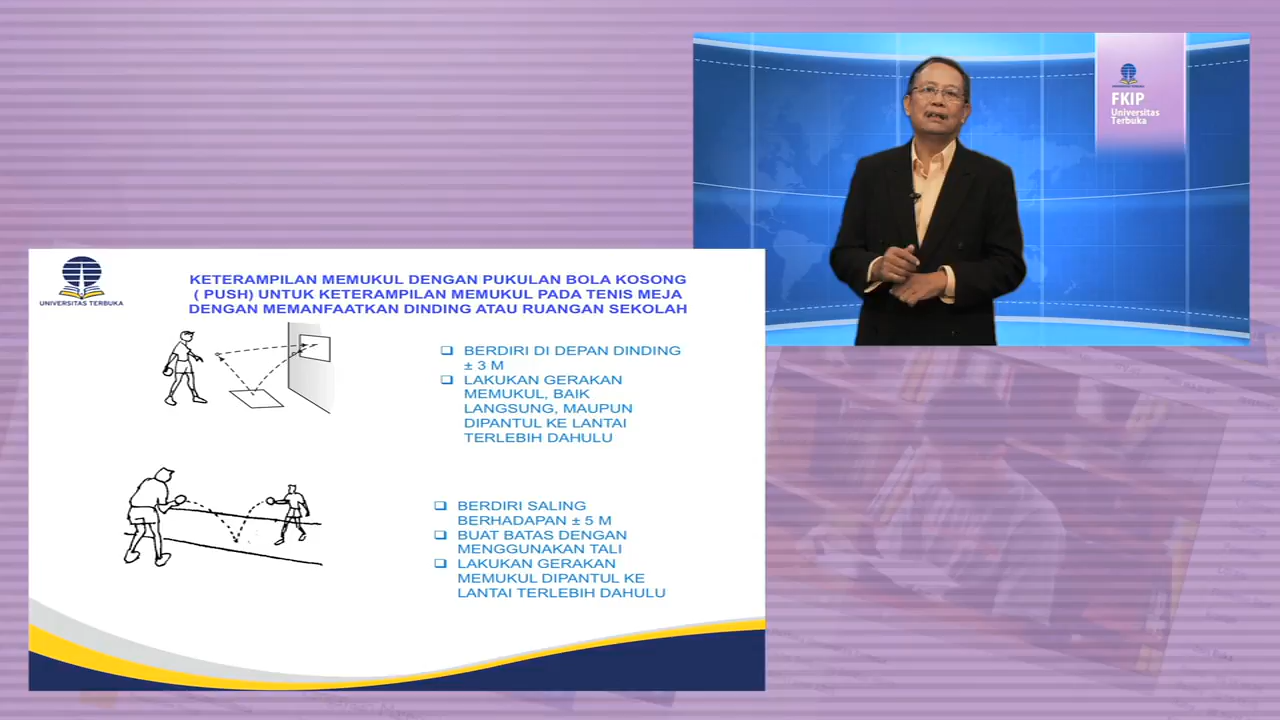 UNIVERSITAS TERBUKA
FKIP
Universitas
Terbuka
UNIVERSITAS TERBUKA
KETERAMPILAN MEMUKUL DENGAN PUKULAN BOLA KOSONG
( PUSH) UNTUK KETERAMPILAN MEMUKUL PADA TENIS MEJA
DENGAN MEMANFAATKAN DINDING ATAU RUANGAN SEKOLAH
❑ BERDIRI DI DEPAN DINDING
± 3 M
❑ LAKUKAN GERAKAN
MEMUKUL, BAIK
LANGSUNG, MAUPUN
DIPANTUL KE LANTAI
TERLEBIH DAHULU
❑ BERDIRI SALING
BERHADAPAN ± 5 M
❑ BUAT BATAS DENGAN
MENGGUNAKAN TALI
❑ LAKUKAN GERAKAN
MEMUKUL DIPANTUL KE
LANTAI TERLEBIH DAHULU